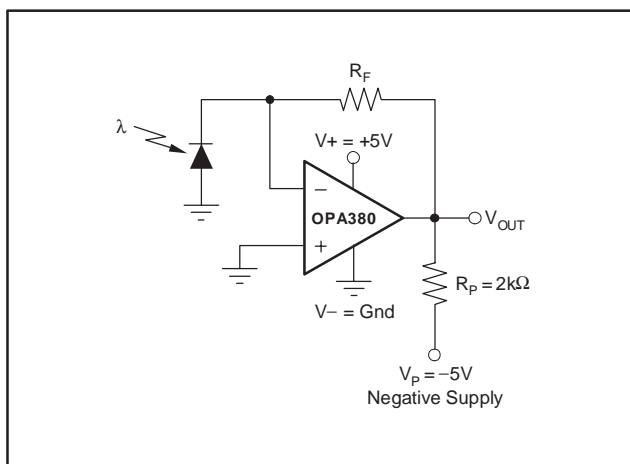 R_F
λ
V+ = +5V
−
OPA380
+
V_OUT
R_P = 2kΩ
V− = Gnd
V_P = −5V
Negative Supply